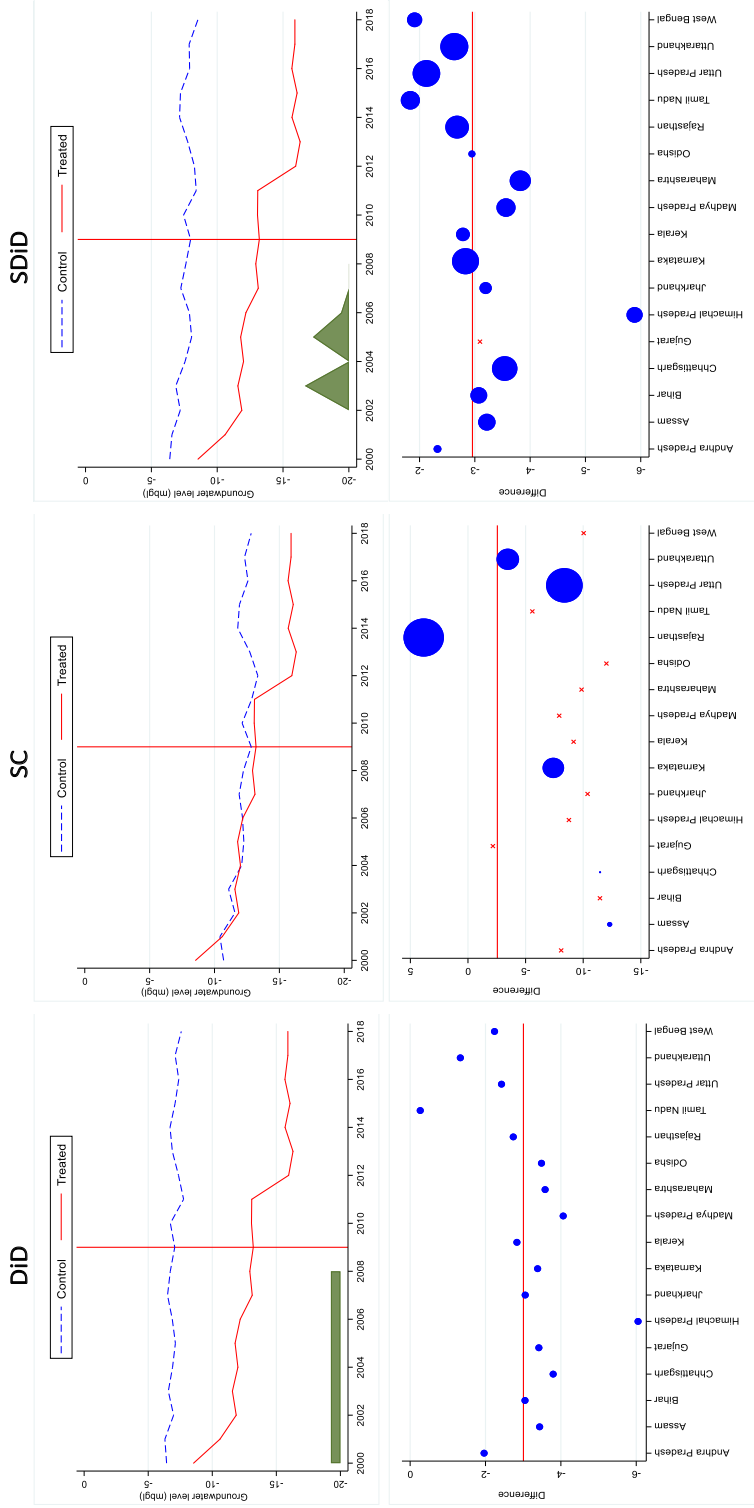 DiD
Control
Treated
Groundwater level (mbgl)
0
-5
-10
-15
-20
2000
2002
2004
2006
2008
2010
2012
2014
2016
2018
Difference
0
-2
-4
-6
Andhra Pradesh
Assam
Bihar
Chhattisgarh
Gujarat
Himachal Pradesh
Jharkhand
Karnataka
Kerala
Madhya Pradesh
Maharashtra
Odisha
Rajasthan
Tamil Nadu
Uttar Pradesh
Uttarakhand
West Bengal
SC
Control
Treated
Groundwater level (mbgl)
0
-5
-10
-15
-20
2000
2002
2004
2006
2008
2010
2012
2014
2016
2018
Difference
5
0
-5
-10
-15
Andhra Pradesh
Assam
Bihar
Chhattisgarh
Gujarat
Himachal Pradesh
Jharkhand
Karnataka
Kerala
Madhya Pradesh
Maharashtra
Odisha
Rajasthan
Tamil Nadu
Uttar Pradesh
Uttarakhand
West Bengal
SDiD
Control
Treated
Groundwater level (mbgl)
0
-5
-10
-15
-20
2000
2002
2004
2006
2008
2010
2012
2014
2016
2018
Difference
-2
-3
-4
-5
-6
Andhra Pradesh
Assam
Bihar
Chhattisgarh
Gujarat
Himachal Pradesh
Jharkhand
Karnataka
Kerala
Madhya Pradesh
Maharashtra
Odisha
Rajasthan
Tamil Nadu
Uttar Pradesh
Uttarakhand
West Bengal